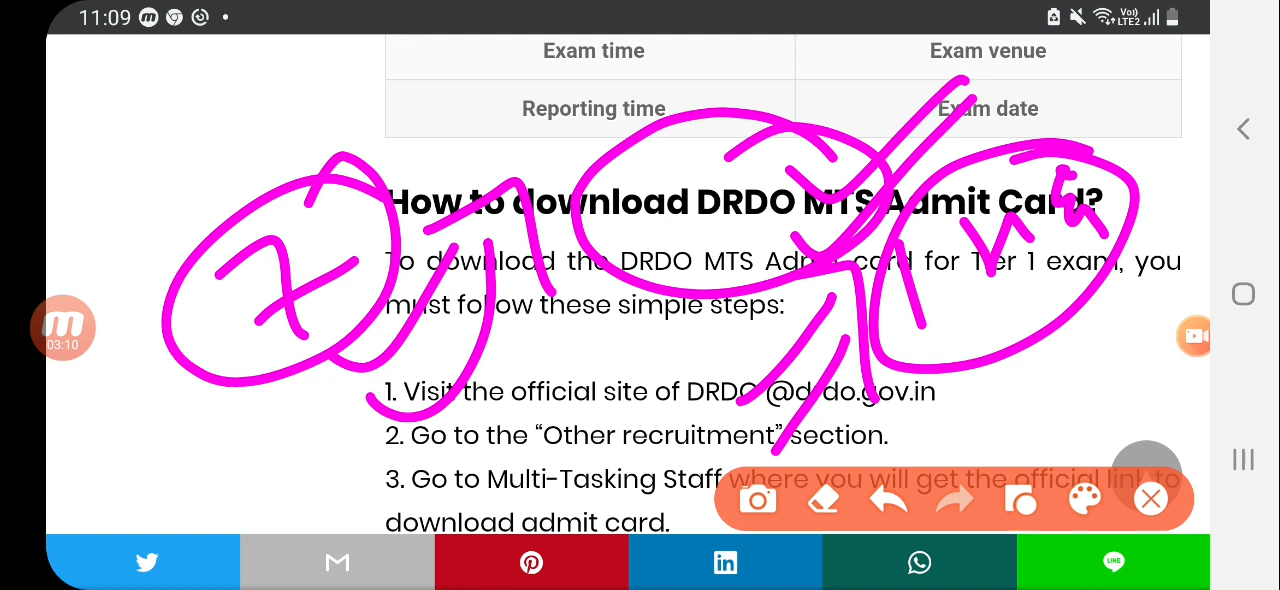 11:09
Vo)) LTE2
Exam time Exam venue
Reporting time Exam date
How to download DRDO MTS Admit Card?
To download the DRDO MTS Admit card for Tier 1 exam, you
must follow these simple steps:
03:10
1. Visit the official site of DRDO @drdo.gov.in
2. Go to the “Other recruitment” section.
3. Go to Multi-Tasking Staff where you will get the official link to
download admit card.
LINE